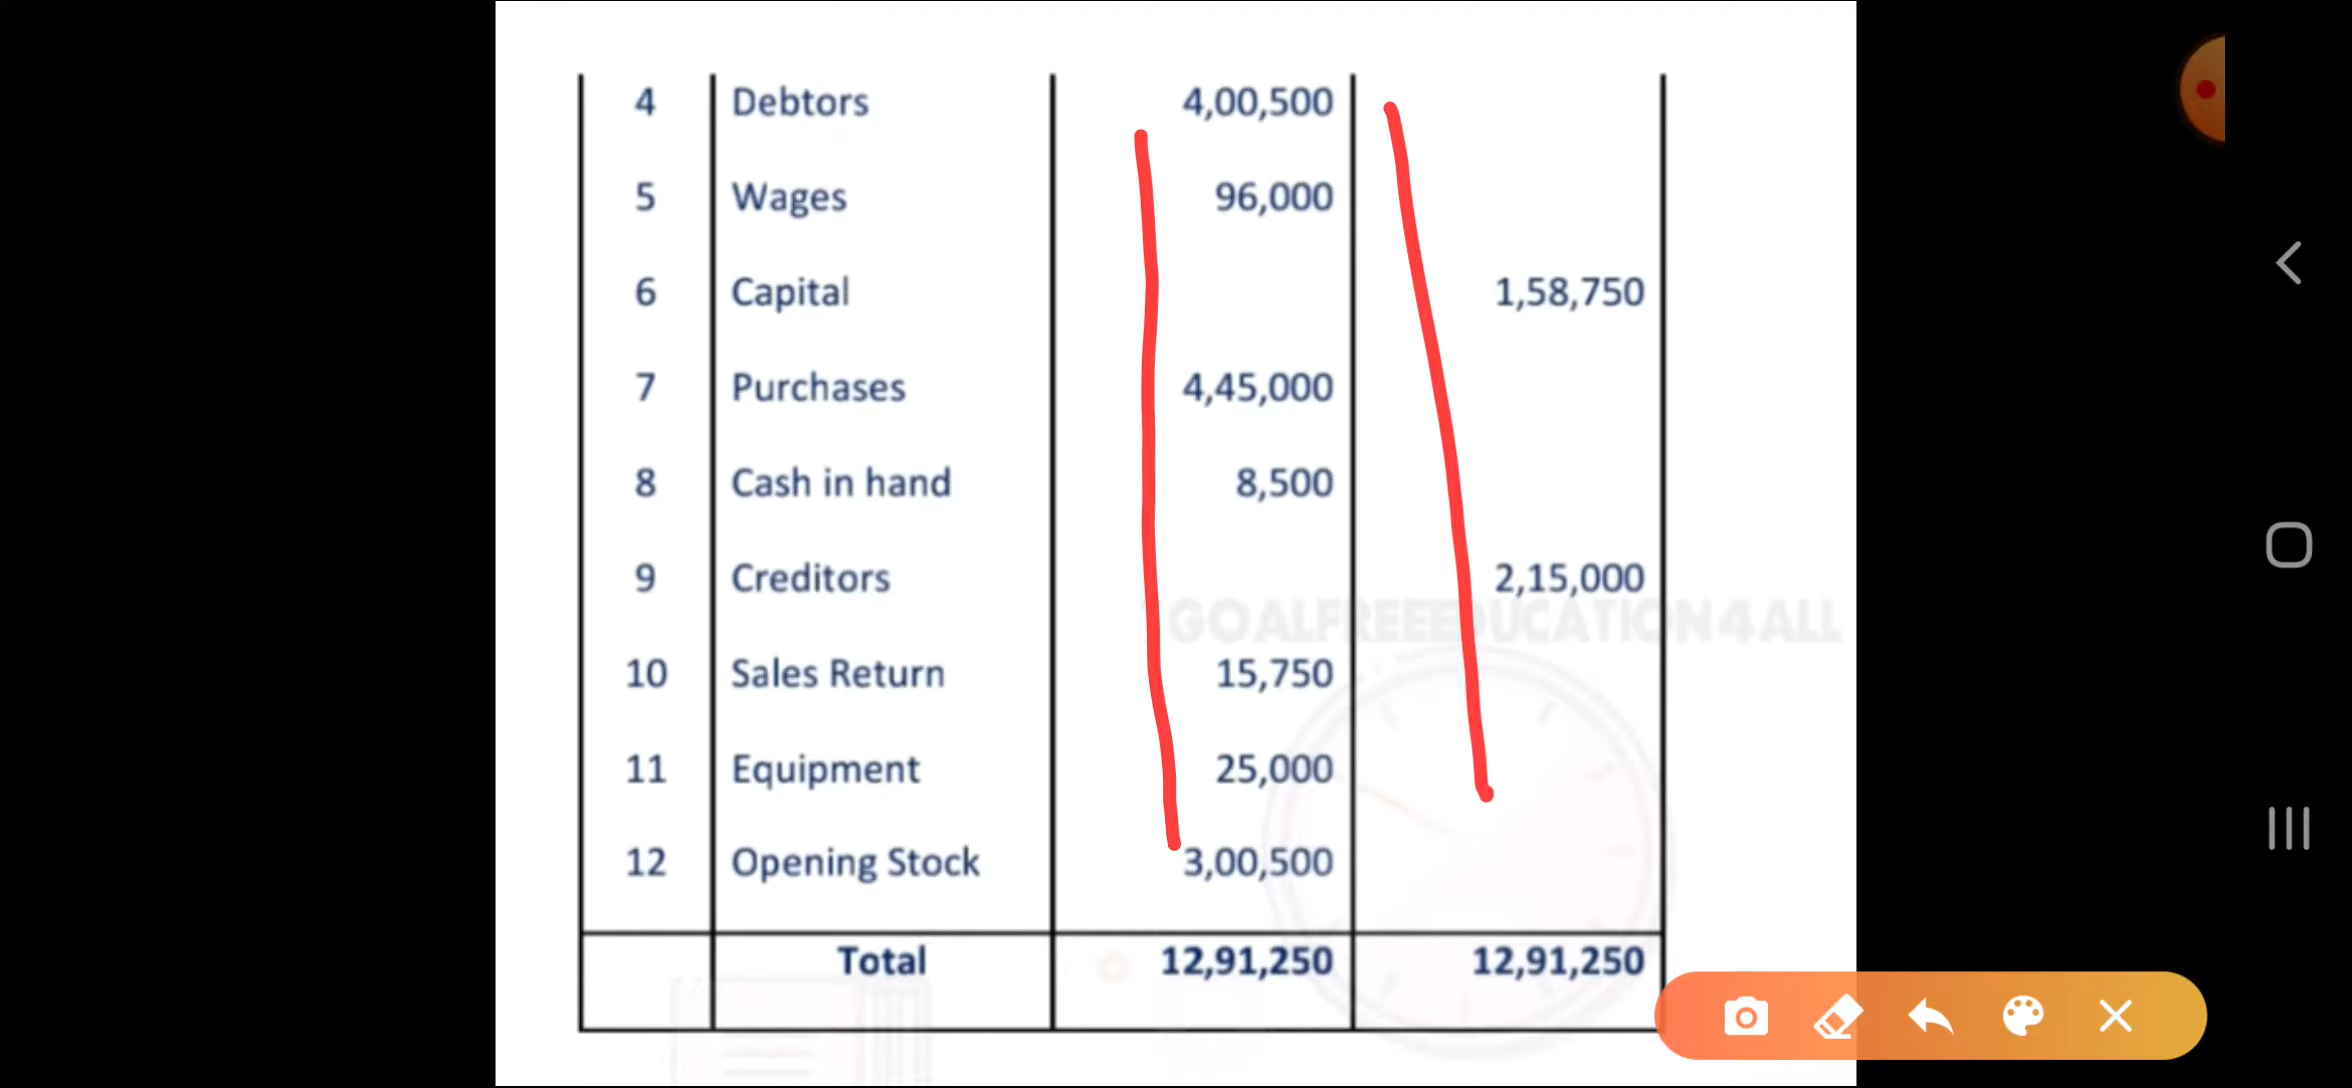 4 Debtors 4,00,500
5 Wages 96,000
6 Capital 1,58,750
7 Purchases 4,45,000
8 Cash in hand 8,500
9 Creditors 2,15,000
GOALFREEEDUCATION4ALL
10 Sales Return 15,750
11 Equipment 25,000
12 Opening Stock 3,00,500
Total 12,91,250 12,91,250